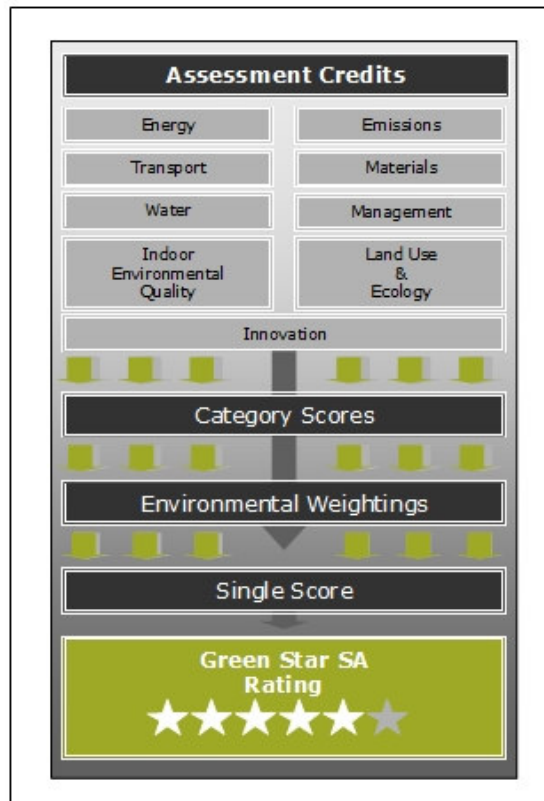 Assessment Credits
Energy
Emissions
Transport
Materials
Water
Management
Indoor
Environmental
Quality
Land Use
&
Ecology
Innovation
Category Scores
Environmental Weightings
Single Score
Green Star SA
Rating